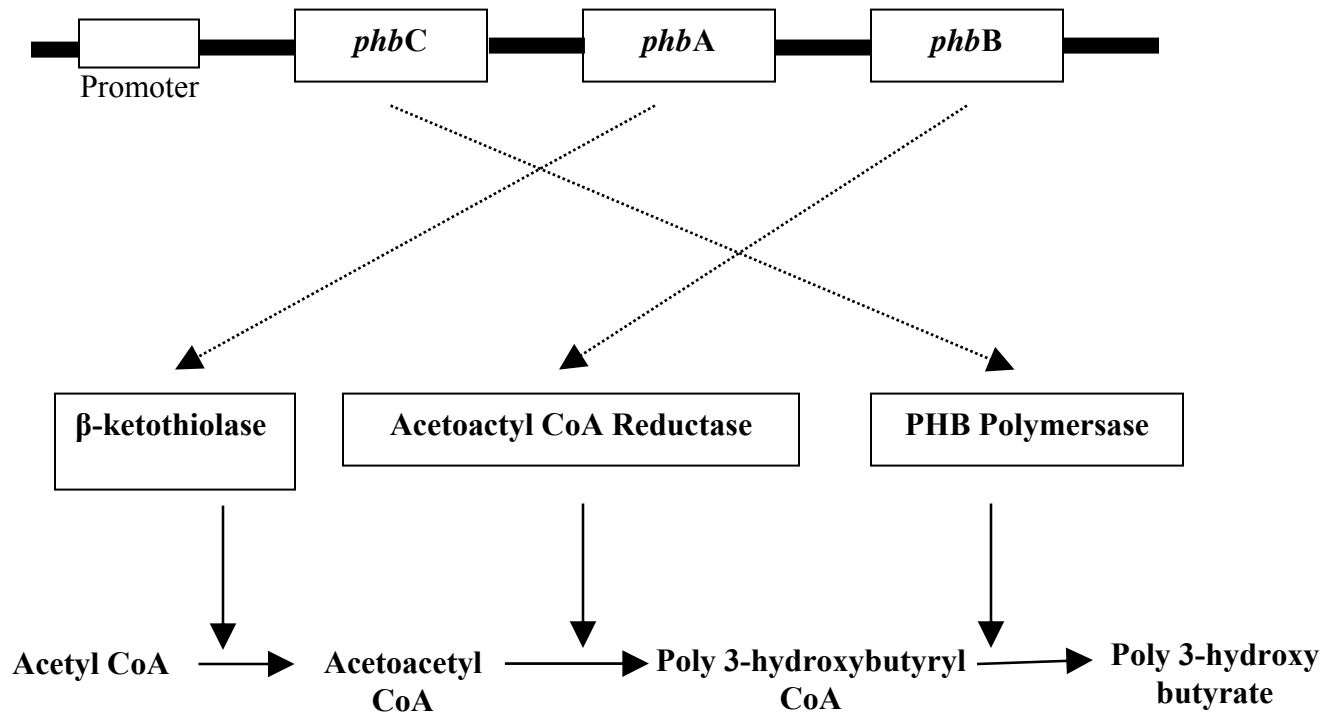 phbC
phbA
phbB
Promoter
β-ketothiolase
Acetoactyl CoA Reductase
PHB Polymersase
Acetyl CoA
Acetoacetyl
CoA
Poly 3-hydroxybutyryl
CoA
Poly 3-hydroxy
butyrate